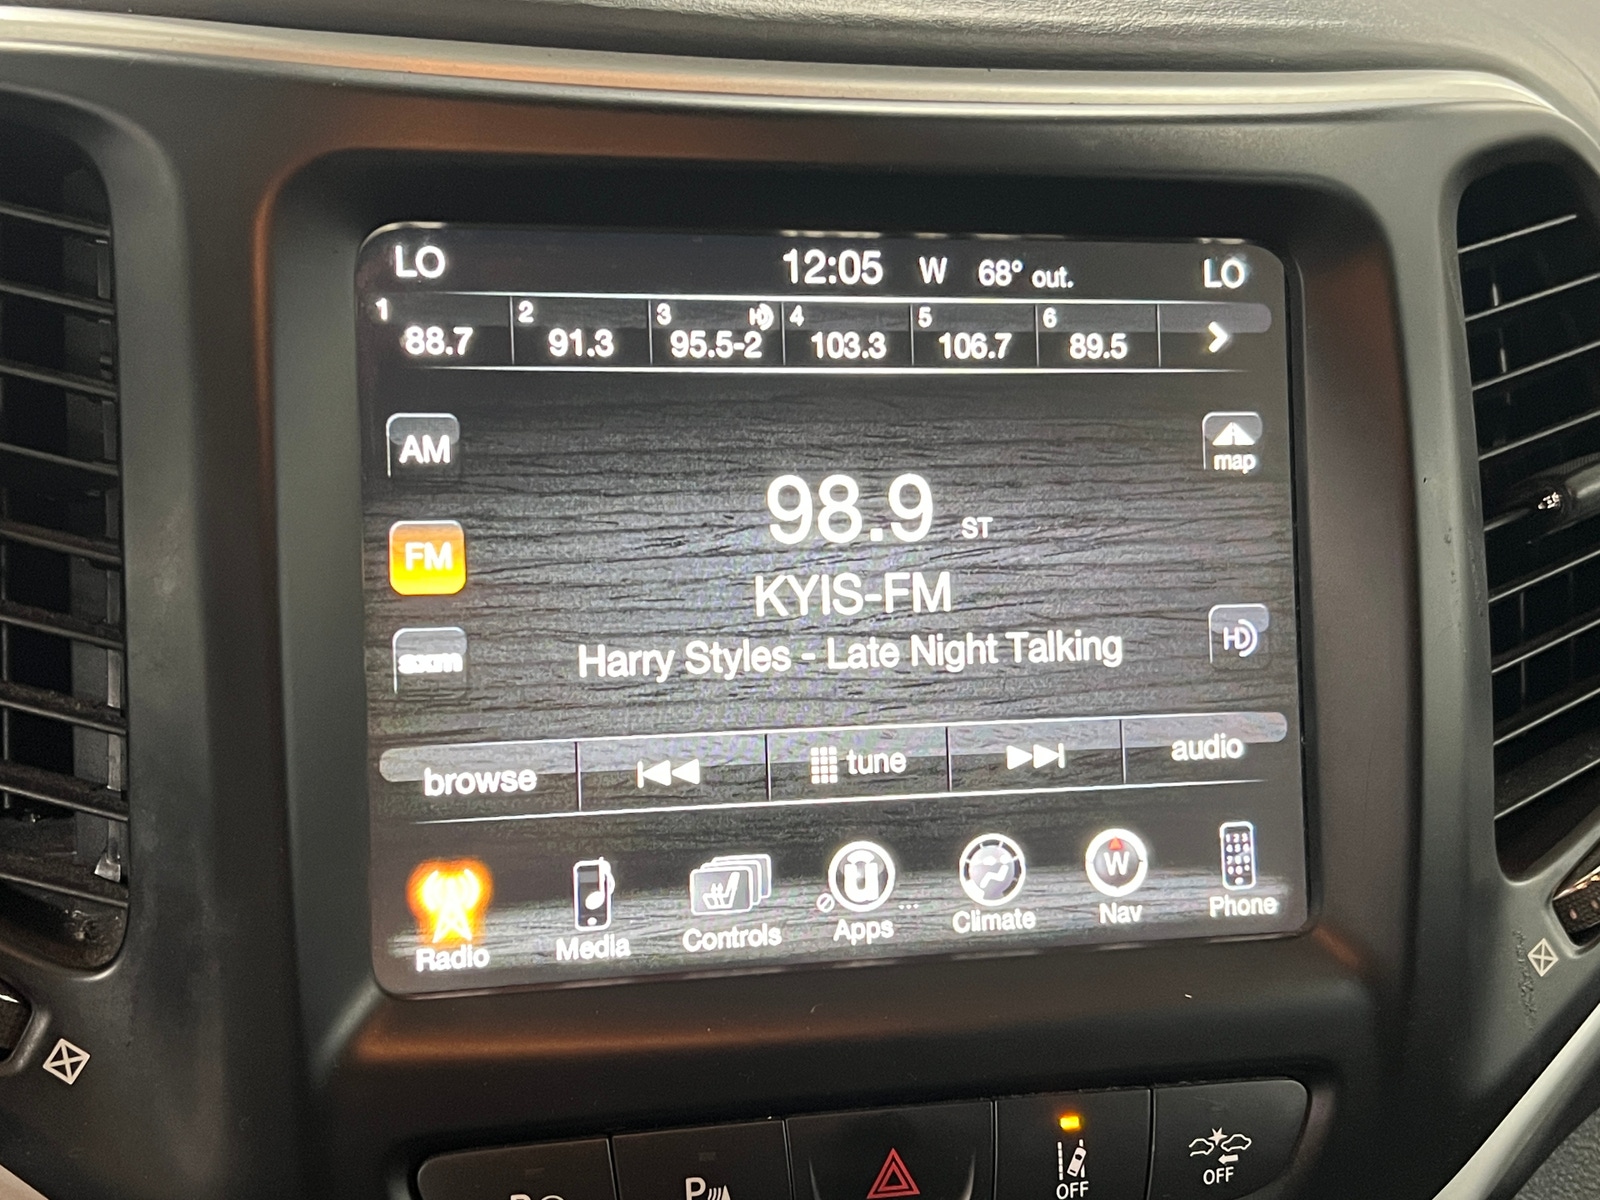 LO 12:05 W 68° out. LO
1 88.7 2 91.3 3 HD 95.5-2 4 103.3 5 106.7 6 89.5
AM
map
98.9 ST
FM
KYIS-FM
HD
sxm
Harry Styles - Late Night Talking
browse tune audio
W
Radio Media Controls Apps ... Climate Nav Phone
P
OFF
OFF